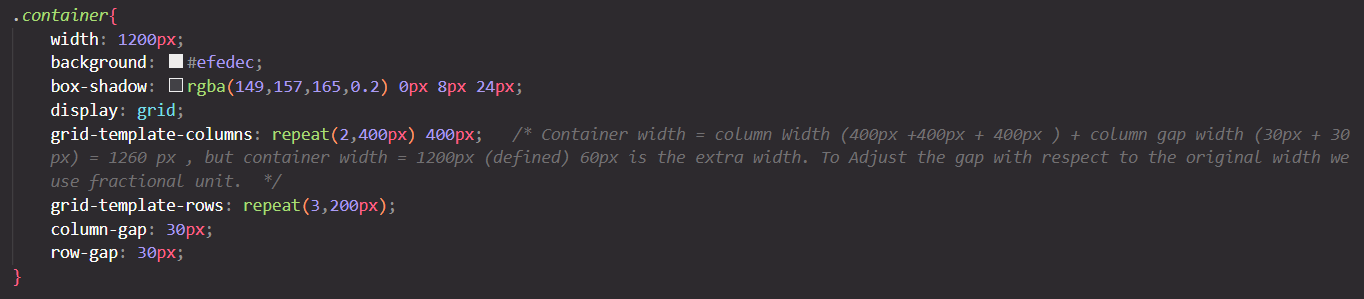 .container{
width: 1200px;
background: #efedec;
box-shadow: rgba(149,157,165,0.2) 0px 8px 24px;
display: grid;
grid-template-columns: repeat(2,400px) 400px; /* Container width = column Width (400px +400px + 400px ) + column gap width (30px + 30
px) = 1260 px , but container width = 1200px (defined) 60px is the extra width. To Adjust the gap with respect to the original width we
use fractional unit. */
grid-template-rows: repeat(3,200px);
column-gap: 30px;
row-gap: 30px;
}